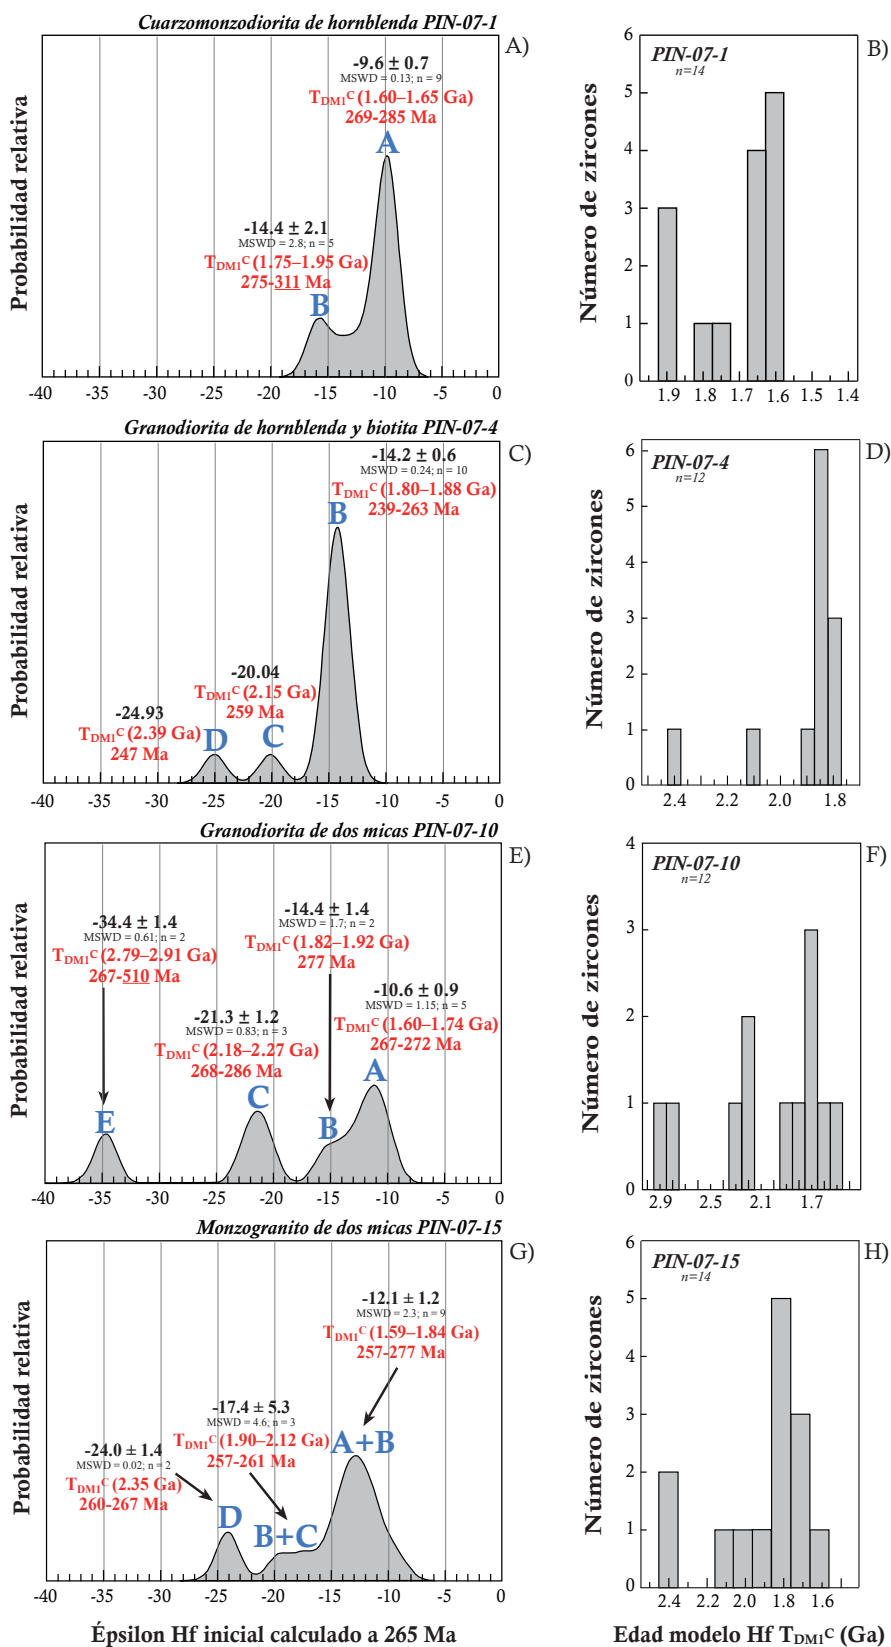 Cuarzomonzodiorita de hornblenda PIN-07-1
A)
Probabilidad relativa
-9.6 ± 0.7
MSWD = 0.13; n = 9
TDM1C (1.60–1.65 Ga)
269-285 Ma
A
-14.4 ± 2.1
MSWD = 2.8; n = 5
TDM1C (1.75–1.95 Ga)
275-311 Ma
B
-40 -35 -30 -25 -20 -15 -10 -5 0
B)
PIN-07-1
n=14
Número de zircones
6
5
4
3
2
1
0
1.9 1.8 1.7 1.6 1.5 1.4
Granodiorita de hornblenda y biotita PIN-07-4
C)
Probabilidad relativa
-14.2 ± 0.6
MSWD = 0.24; n = 10
TDM1C (1.80–1.88 Ga)
239-263 Ma
B
-20.04
TDM1C (2.15 Ga)
259 Ma
C
-24.93
TDM1C (2.39 Ga)
247 Ma
D
-40 -35 -30 -25 -20 -15 -10 -5 0
D)
PIN-07-4
n=12
Número de zircones
6
5
4
3
2
1
0
2.4 2.2 2.0 1.8
Granodiorita de dos micas PIN-07-10
E)
Probabilidad relativa
-34.4 ± 1.4
MSWD = 0.61; n = 2
TDM1C (2.79–2.91 Ga)
267-510 Ma
E
-21.3 ± 1.2
MSWD = 0.83; n = 3
TDM1C (2.18–2.27 Ga)
268-286 Ma
C
-14.4 ± 1.4
MSWD = 1.7; n = 2
TDM1C (1.82–1.92 Ga)
277 Ma
B
-10.6 ± 0.9
MSWD = 1.15; n = 5
TDM1C (1.60–1.74 Ga)
267-272 Ma
A
-40 -35 -30 -25 -20 -15 -10 -5 0
F)
PIN-07-10
n=12
Número de zircones
4
3
2
1
0
2.9 2.5 2.1 1.7
Monzogranito de dos micas PIN-07-15
G)
Probabilidad relativa
-12.1 ± 1.2
MSWD = 2.3; n = 9
TDM1C (1.59–1.84 Ga)
257-277 Ma
A+B
-17.4 ± 5.3
MSWD = 4.6; n = 3
TDM1C (1.90–2.12 Ga)
257-261 Ma
B+C
-24.0 ± 1.4
MSWD = 0.02; n = 2
TDM1C (2.35 Ga)
260-267 Ma
D
-40 -35 -30 -25 -20 -15 -10 -5 0
Épsilon Hf inicial calculado a 265 Ma
H)
PIN-07-15
n=14
Número de zircones
6
5
4
3
2
1
0
2.4 2.2 2.0 1.8 1.6
Edad modelo Hf TDM1C (Ga)